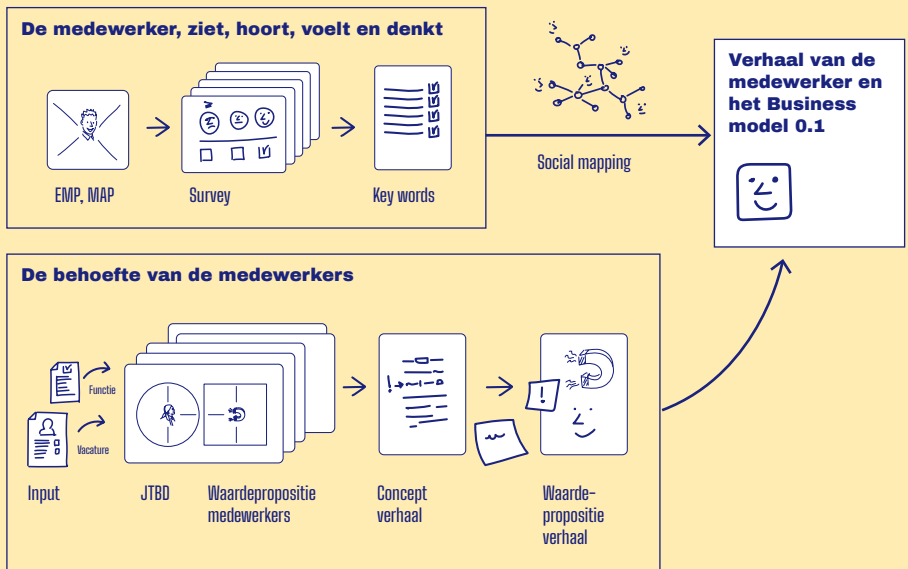 De medewerker, ziet, hoort, voelt en denkt
EMP, MAP
Survey
Key words
Social mapping
Verhaal van de
medewerker en
het Business
model 0.1
De behoefte van de medewerkers
Functie
Vacature
Input
JTBD
Waardepropositie
medewerkers
Concept
verhaal
!
!
Waarde-
propositie
verhaal